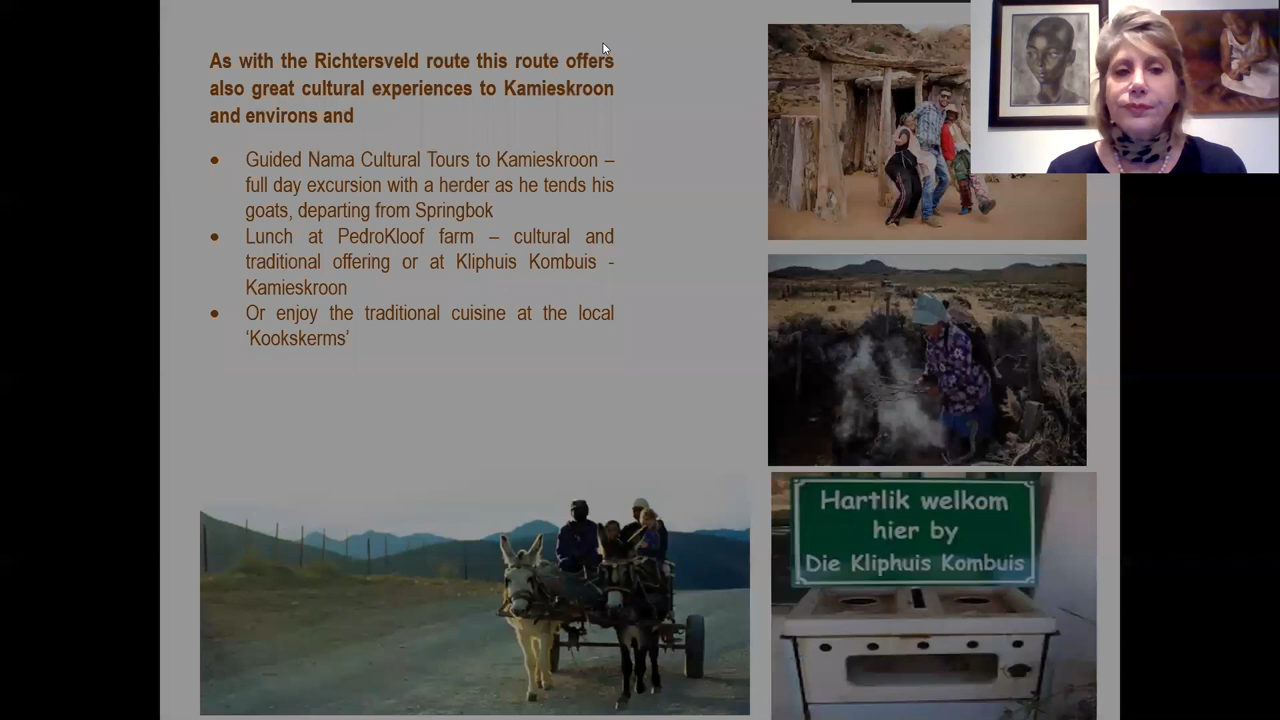 As with the Richtersveld route this route offers
also great cultural experiences to Kamieskroon
and environs and
• Guided Nama Cultural Tours to Kamieskroon –
full day excursion with a herder as he tends his
goats, departing from Springbok
• Lunch at PedroKloof farm – cultural and
traditional offering or at Kliphuis Kombuis -
Kamieskroon
• Or enjoy the traditional cuisine at the local
‘Kookskerms’
Hartlik welkom
hier by
Die Kliphuis Kombuis